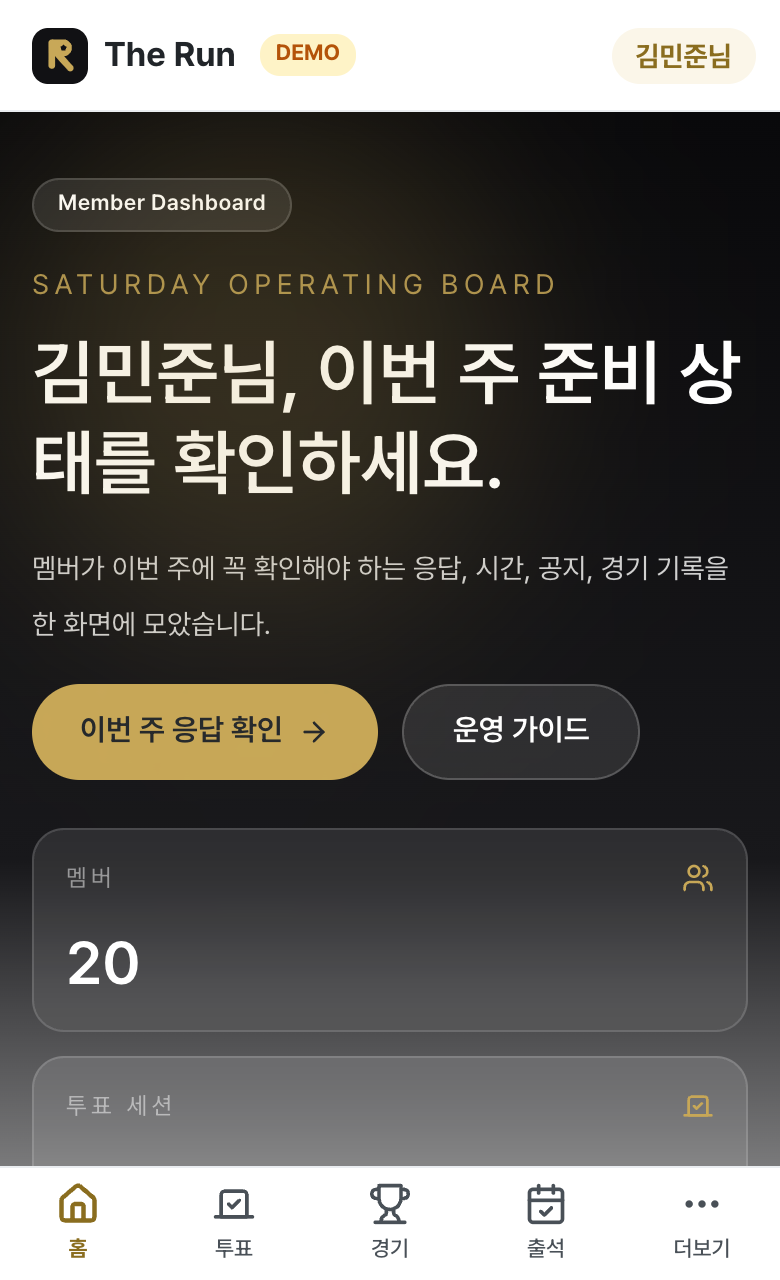 The Run DEMO 김민준님
Member Dashboard
SATURDAY OPERATING BOARD
김민준님, 이번 주 준비 상
태를 확인하세요.
멤버가 이번 주에 꼭 확인해야 하는 응답, 시간, 공지, 경기 기록을
한 화면에 모았습니다.
이번 주 응답 확인 → 운영 가이드
멤버
20
투표 세션
홈 투표 경기 출석 더보기